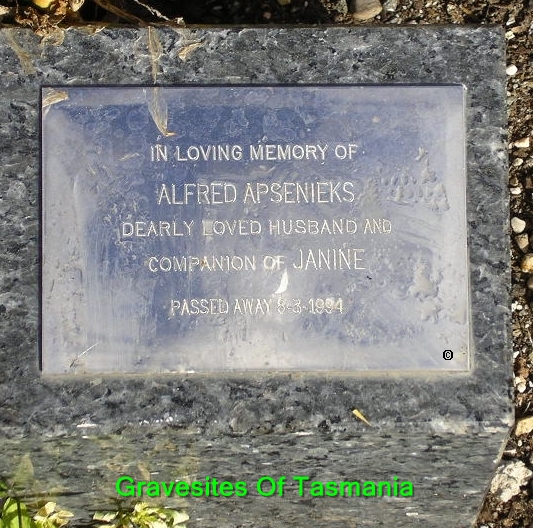 IN LOVING MEMORY OF
ALFRED APSENIEKS
DEARLY LOVED HUSBAND AND
COMPANION OF JANINE
PASSED AWAY 8-3-1994
©
Gravesites Of Tasmania